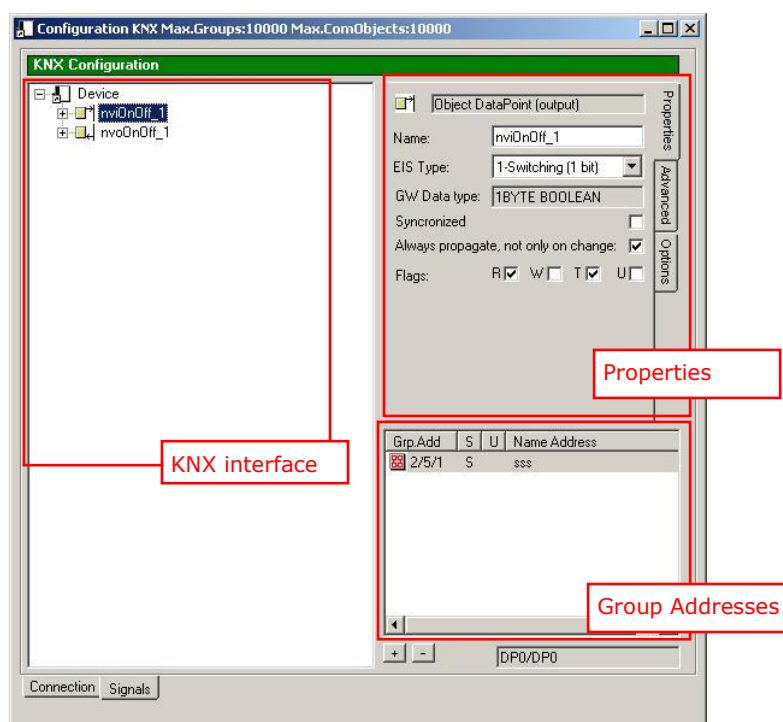 Configuration KNX Max.Groups:10000 Max.ComObjects:10000
KNX Configuration
Device
nviOnOff_1
nvoOnOff_1
Object DataPoint (output)
Name: nviOnOff_1
EIS Type: 1-Switching (1 bit)
GW Data type: 1BYTE BOOLEAN
Syncronized
Always propagate, not only on change:
Flags: R W T U
Properties
Advanced
Options
Properties
KNX interface
Grp.Add S U Name Address
2/5/1 S sss
Group Addresses
+ - DP0/DP0
Connection Signals